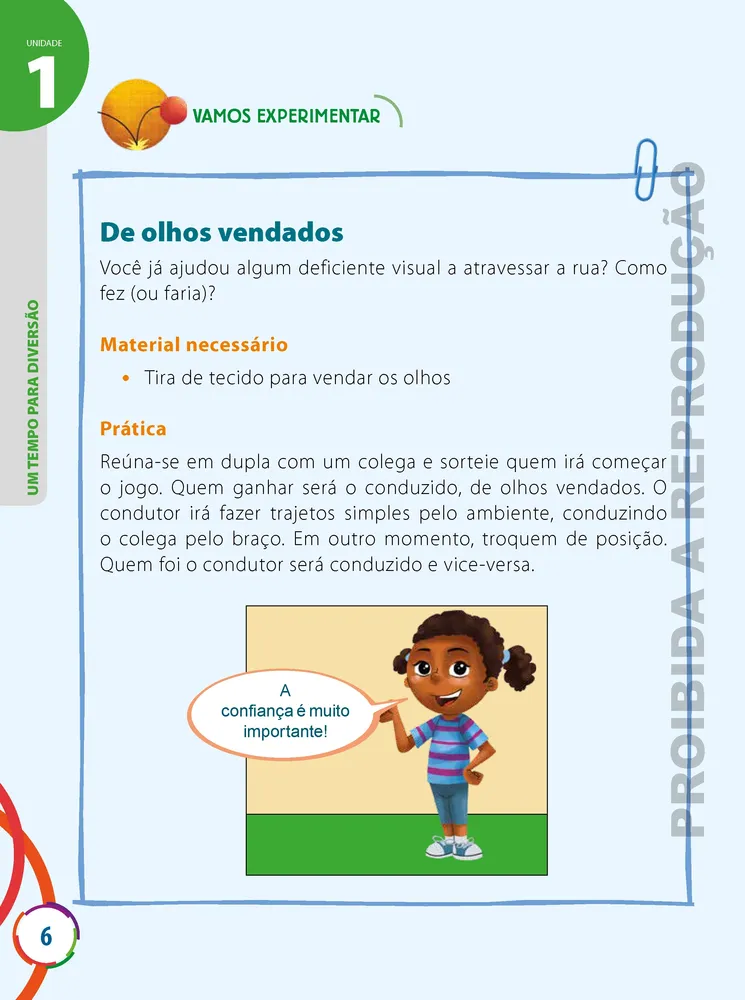 UNIDADE
1
VAMOS EXPERIMENTAR
UM TEMPO PARA DIVERSÃO
De olhos vendados
Você já ajudou algum deficiente visual a atravessar a rua? Como
fez (ou faria)?
Material necessário
• Tira de tecido para vendar os olhos
Prática
Reúna-se em dupla com um colega e sorteie quem irá começar
o jogo. Quem ganhar será o conduzido, de olhos vendados. O
condutor irá fazer trajetos simples pelo ambiente, conduzindo
o colega pelo braço. Em outro momento, troquem de posição.
Quem foi o condutor será conduzido e vice-versa.
A
confiança é muito
importante!
PROIBIDA A REPRODUÇÃO
6